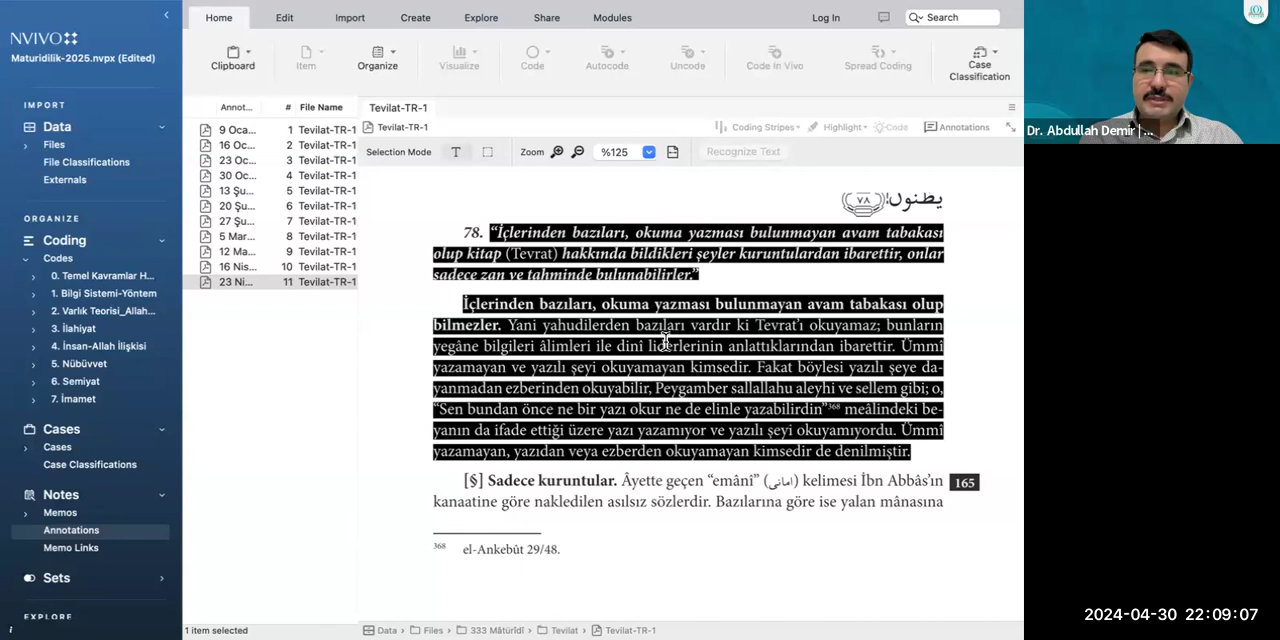 Home
Edit
Import
Create
Explore
Share
Modules
Log In
Search
NVIVO
Maturidilik-2025.nvpx (Edited)
Clipboard
Item
Organize
Visualize
Code
Autocode
Uncode
Code In Vivo
Spread Coding
Case Classification
IMPORT
Data
Files
File Classifications
Externals
ORGANIZE
Coding
Codes
0. Temel Kavramlar H...
1. Bilgi Sistemi-Yöntem
2. Varlık Teorisi_Allah...
3. İlahiyat
4. İnsan-Allah İlişkisi
5. Nübüvvet
6. Semiyat
7. İmamet
Cases
Cases
Case Classifications
Notes
Memos
Annotations
Memo Links
Sets
EXPLORE
Annot... # File Name
9 Oca... 1 Tevilat-TR-1
16 Oc... 2 Tevilat-TR-1
23 Oc... 3 Tevilat-TR-1
30 Oc... 4 Tevilat-TR-1
13 Şu... 5 Tevilat-TR-1
20 Şu... 6 Tevilat-TR-1
27 Şu... 7 Tevilat-TR-1
5 Mar... 8 Tevilat-TR-1
12 Ma... 9 Tevilat-TR-1
16 Nis... 10 Tevilat-TR-1
23 Ni... 11 Tevilat-TR-1
Tevilat-TR-1
Tevilat-TR-1
Coding Stripes
Highlight
Code
Annotations
Selection Mode
Zoom
%125
Recognize Text
٧٨
78. “İçlerinden bazıları, okuma yazması bulunmayan avam tabakası
olup kitap (Tevrat) hakkında bildikleri şeyler kuruntulardan ibarettir, onlar
sadece zan ve tahminde bulunabilirler.”
İçlerinden bazıları, okuma yazması bulunmayan avam tabakası olup
bilmezler. Yani yahudilerden bazıları vardır ki Tevrat’ı okuyamaz; bunların
yegâne bilgileri âlimleri ile dinî liderlerinin anlattıklarından ibarettir. Ümmî
yazamayan ve yazılı şeyi okuyamayan kimsedir. Fakat böylesi yazılı şeye da-
yanmadan ezberinden okuyabilir, Peygamber sallallahu aleyhi ve sellem gibi; o,
“Sen bundan önce ne bir yazı okur ne de elinle yazabilirdin”³⁶⁸ meâlindeki be-
yanın da ifade ettiği üzere yazı yazamıyor ve yazılı şeyi okuyamıyordu. Ümmî
yazamayan, yazıdan veya ezberden okuyamayan kimsedir de denilmiştir.
[§] Sadece kuruntular. Âyette geçen “emânî” (امانى) kelimesi İbn Abbâs’ın
165
kanaatine göre nakledilen asılsız sözlerdir. Bazılarına göre ise yalan mânasına
368 el-Ankebût 29/48.
1 item selected
Data > Files > 333 Mâtürîdî > Tevilat > Tevilat-TR-1
Dr. Abdullah Demir | ...
2024-04-30 22:09:07